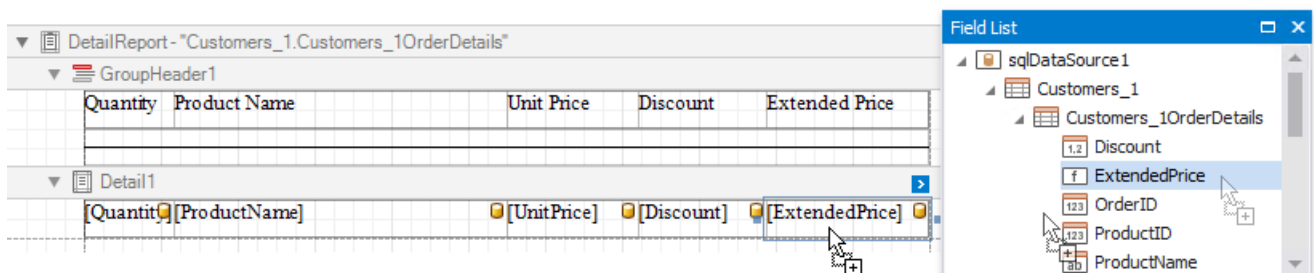 DetailReport - "Customers_1.Customers_1OrderDetails"
GroupHeader1
Quantity Product Name Unit Price Discount Extended Price
Detail1
[Quantity] [ProductName] [UnitPrice] [Discount] [ExtendedPrice]
Field List
sqlDataSource1
Customers_1
Customers_1OrderDetails
1.2 Discount
f ExtendedPrice
123 OrderID
123 ProductID
ab ProductName